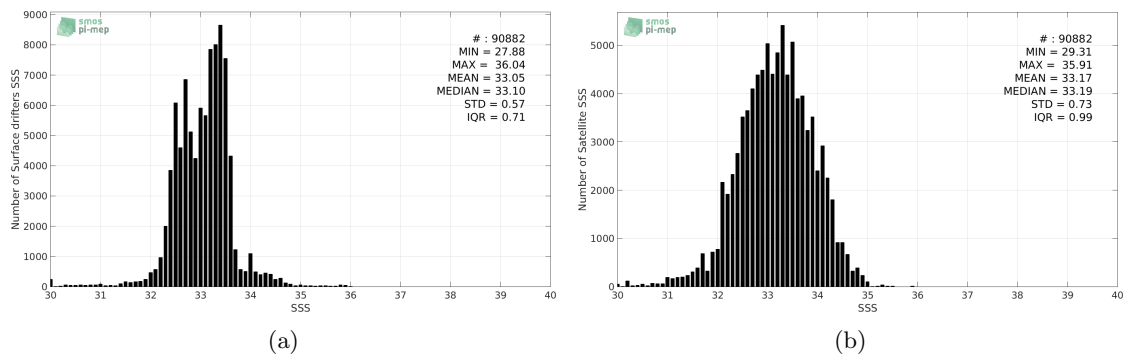 smos
pi-mep
# : 90882
MIN = 27.88
MAX = 36.04
MEAN = 33.05
MEDIAN = 33.10
STD = 0.57
IQR = 0.71
Number of Surface drifters SSS
9000
8000
7000
6000
5000
4000
3000
2000
1000
0
30 31 32 33 34 35 36 37 38 39 40
SSS
(a)
smos
pi-mep
# : 90882
MIN = 29.31
MAX = 35.91
MEAN = 33.17
MEDIAN = 33.19
STD = 0.73
IQR = 0.99
Number of Satellite SSS
5000
4000
3000
2000
1000
0
30 31 32 33 34 35 36 37 38 39 40
SSS
(b)